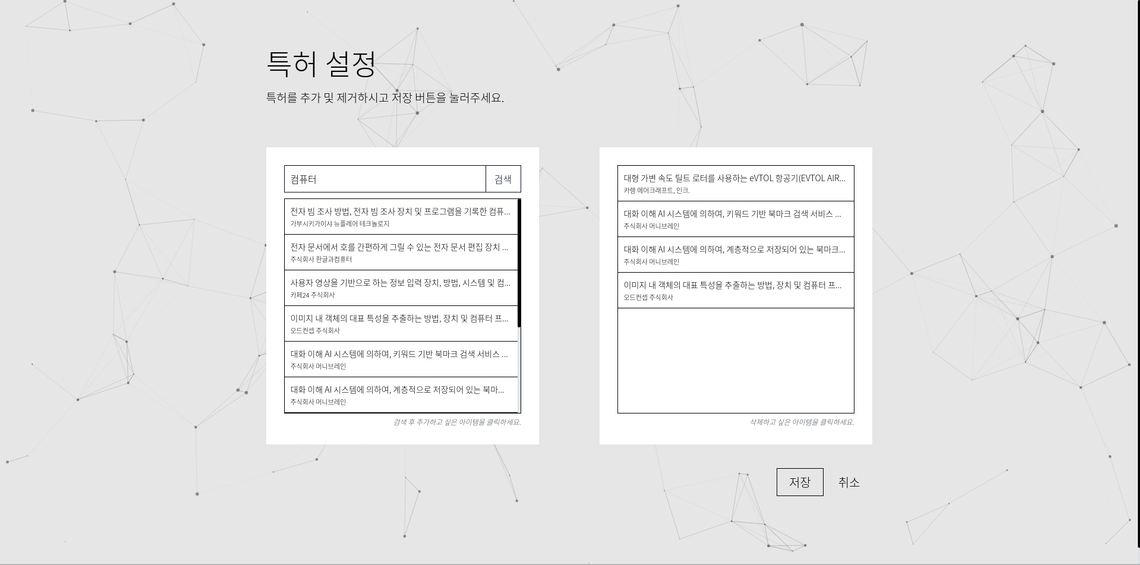 특허 설정
특허를 추가 및 제거하시고 저장 버튼을 눌러주세요.
컴퓨터
검색
전자 빔 조사 방법, 전자 빔 조사 장치 및 프로그램을 기록한 컴퓨...
가부시키가이샤 뉴플레어 테크놀로지
전자 문서에서 호를 간편하게 그릴 수 있는 전자 문서 편집 장치 ...
주식회사 한글과컴퓨터
사용자 영상을 기반으로 하는 정보 입력 장치, 방법, 시스템 및 컴...
카페24 주식회사
이미지 내 객체의 대표 특성을 추출하는 방법, 장치 및 컴퓨터 프...
오드컨셉 주식회사
대화 이해 AI 시스템에 의하여, 키워드 기반 북마크 검색 서비스 ...
주식회사 머니브레인
대화 이해 AI 시스템에 의하여, 계층적으로 저장되어 있는 북마...
주식회사 머니브레인
검색 후 추가하고 싶은 아이템을 클릭하세요.
대형 가변 속도 틸트 로터를 사용하는 eVTOL 항공기(EVTOL AIR...
카렘 에어크래프트, 인크.
대화 이해 AI 시스템에 의하여, 키워드 기반 북마크 검색 서비스 ...
주식회사 머니브레인
대화 이해 AI 시스템에 의하여, 계층적으로 저장되어 있는 북마크...
주식회사 머니브레인
이미지 내 객체의 대표 특성을 추출하는 방법, 장치 및 컴퓨터 프...
오드컨셉 주식회사
삭제하고 싶은 아이템을 클릭하세요.
저장
취소